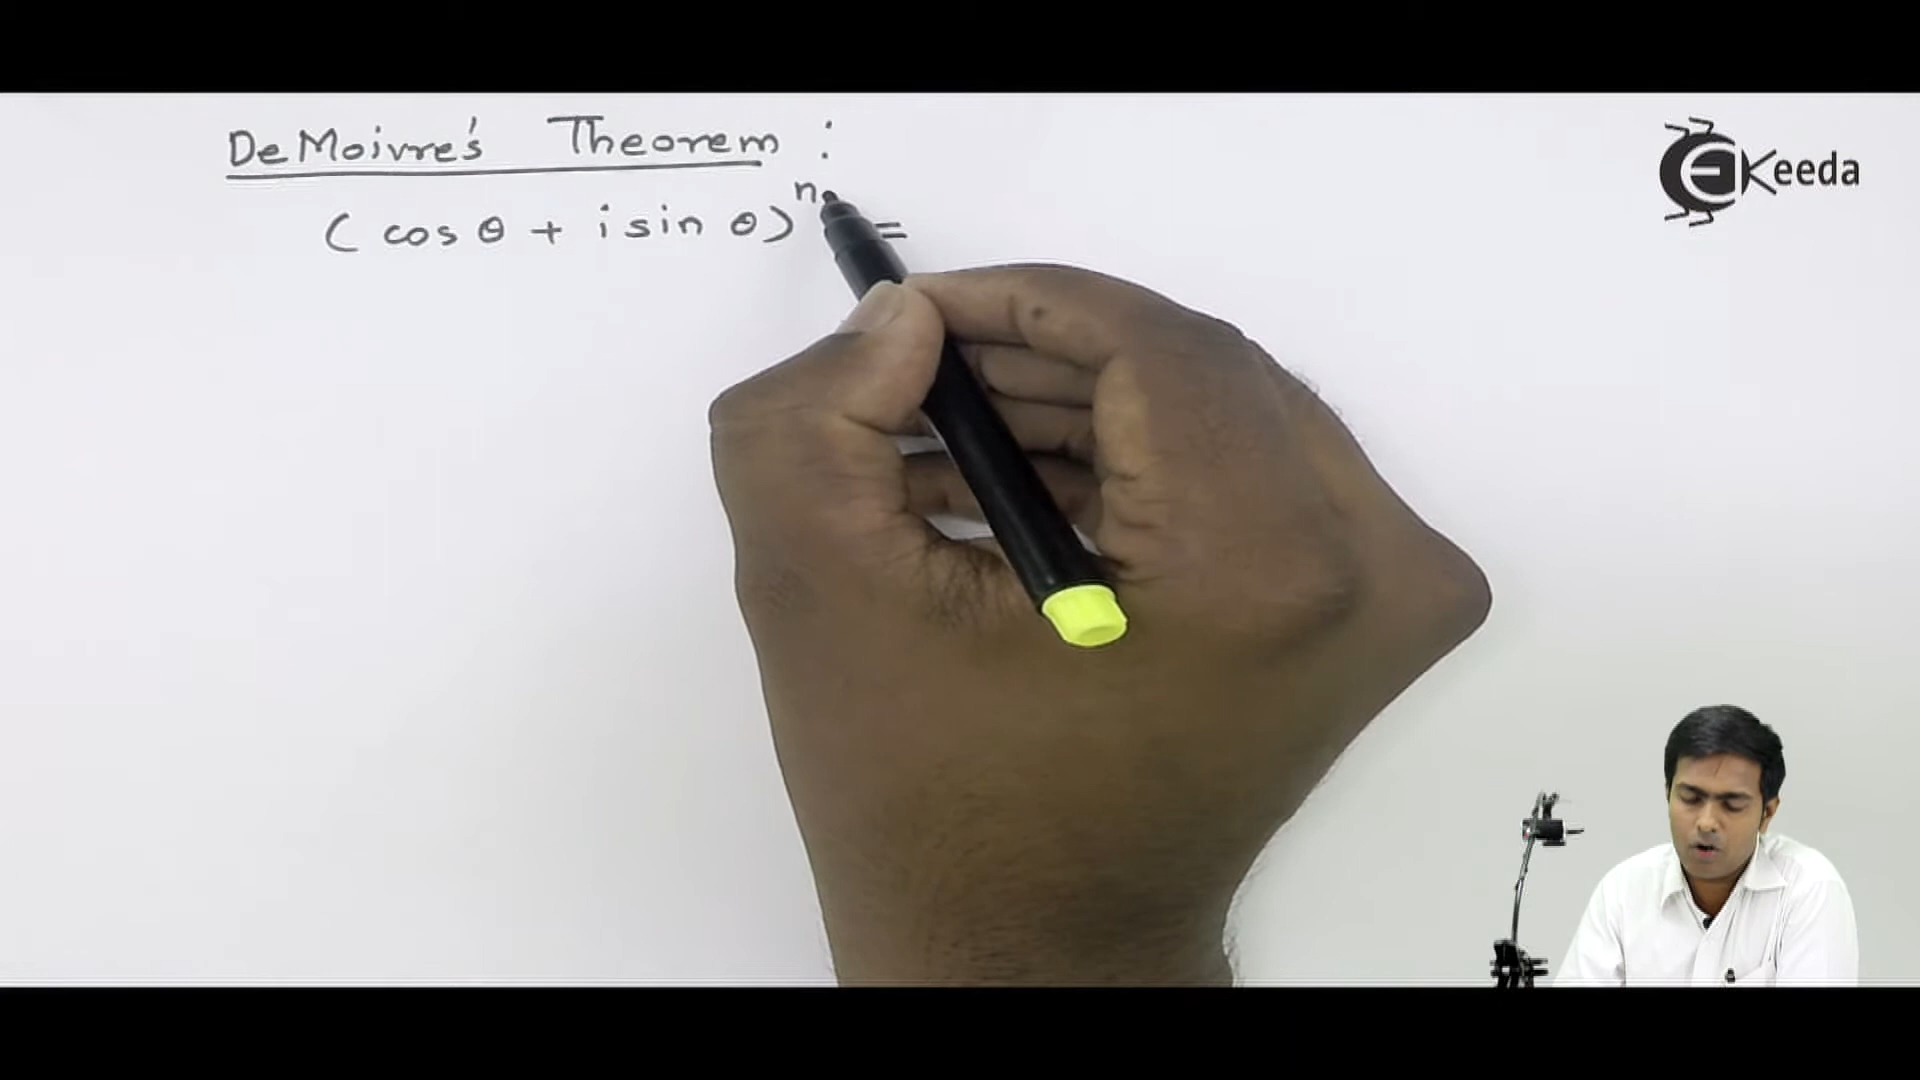 De Moivre's Theorem :
(cos θ + i sin θ)ⁿ =
Ekeeda